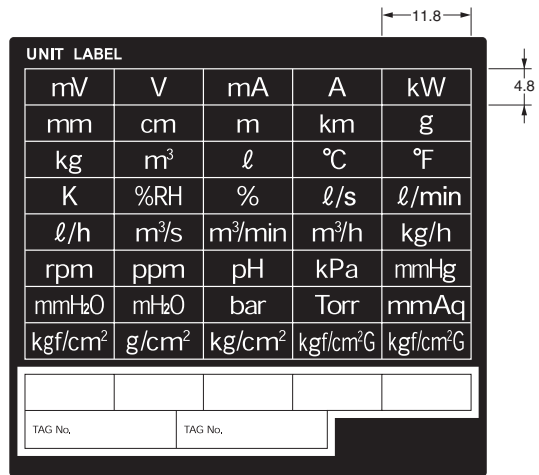 11.8
UNIT LABEL
4.8
mV V mA A kW
mm cm m km g
kg m³ ℓ °C °F
K %RH % ℓ/s ℓ/min
ℓ/h m³/s m³/min m³/h kg/h
rpm ppm pH kPa mmHg
mmH₂O mH₂O bar Torr mmAq
kgf/cm² g/cm² kg/cm² kgf/cm²G kgf/cm²G
TAG No. TAG No.